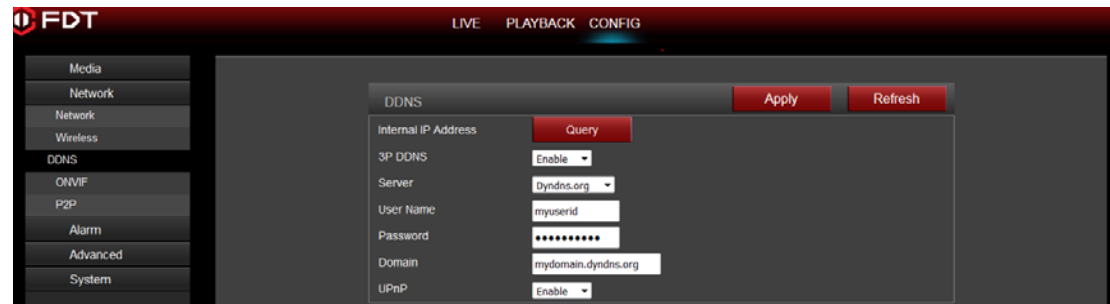 FDT
LIVE PLAYBACK CONFIG
Media
Network
Network
Wireless
DDNS
ONVIF
P2P
Alarm
Advanced
System
DDNS Apply Refresh
Internal IP Address Query
3P DDNS Enable
Server Dyndns.org
User Name myuserid
Password ••••••••••
Domain mydomain.dyndns.org
UPnP Enable